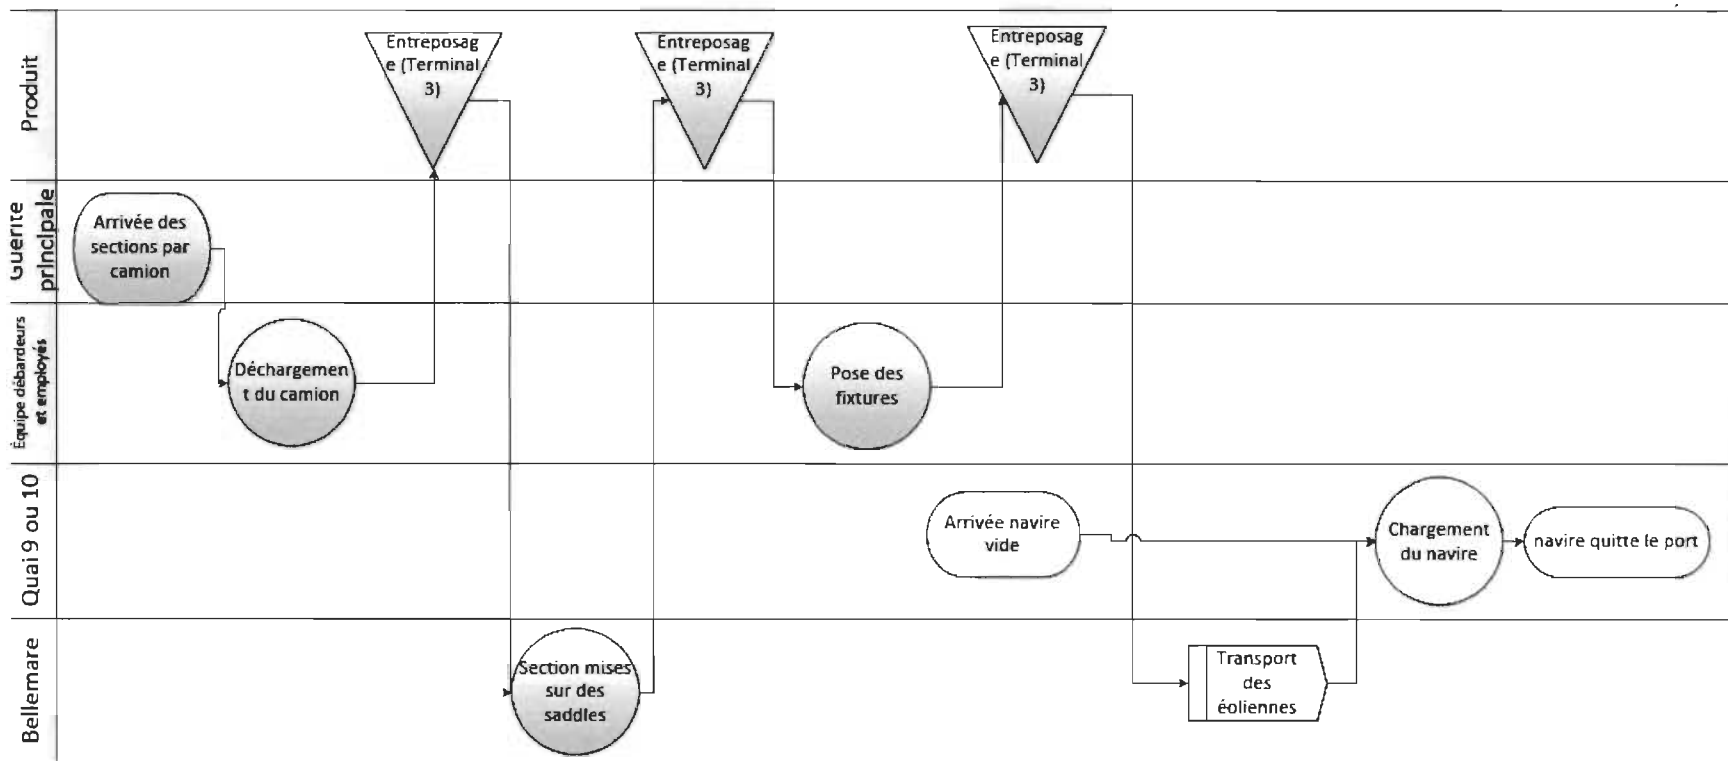 Produit
Entreposag
e (Terminal
3)
Entreposag
e (Terminal
3)
Entreposag
e (Terminal
3)
Guérite
principale
Arrivée des
sections par
camion
Équipe débardeurs
et employés
Déchargemen
t du camion
Pose des
fixtures
Quai 9 ou 10
Arrivée navire
vide
Chargement
du navire
navire quitte le port
Bellemare
Section mises
sur des
saddles
Transport
des
éoliennes